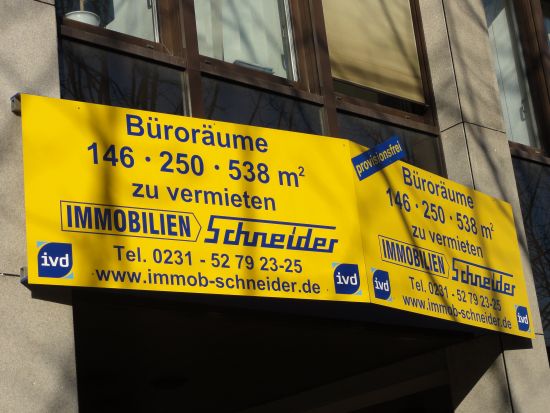 Büroräume
146 · 250 · 538 m²
zu vermieten
IMMOBILIEN Schneider
Tel. 0231 - 52 79 23-25
www.immob-schneider.de
ivd
ivd
provisionsfrei
Büroräume
146 · 250 · 538 m²
zu vermieten
IMMOBILIEN Schneider
Tel. 0231 - 52 79 23-25
www.immob-schneider.de
ivd
ivd